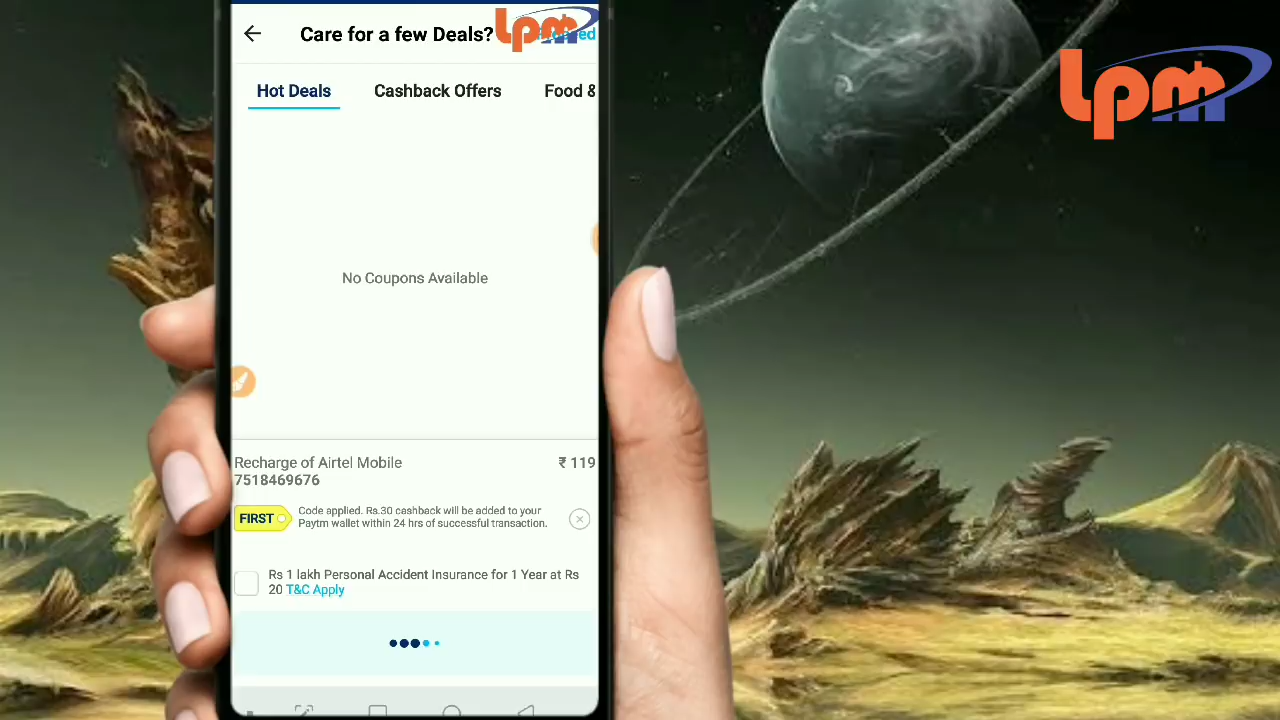 Care for a few Deals?
lpm
lpm
Hot Deals
Cashback Offers
Food &
No Coupons Available
Recharge of Airtel Mobile
₹ 119
7518469676
FIRST
Code applied. Rs.30 cashback will be added to your
Paytm wallet within 24 hrs of successful transaction.
Rs 1 lakh Personal Accident Insurance for 1 Year at Rs
20 T&C Apply